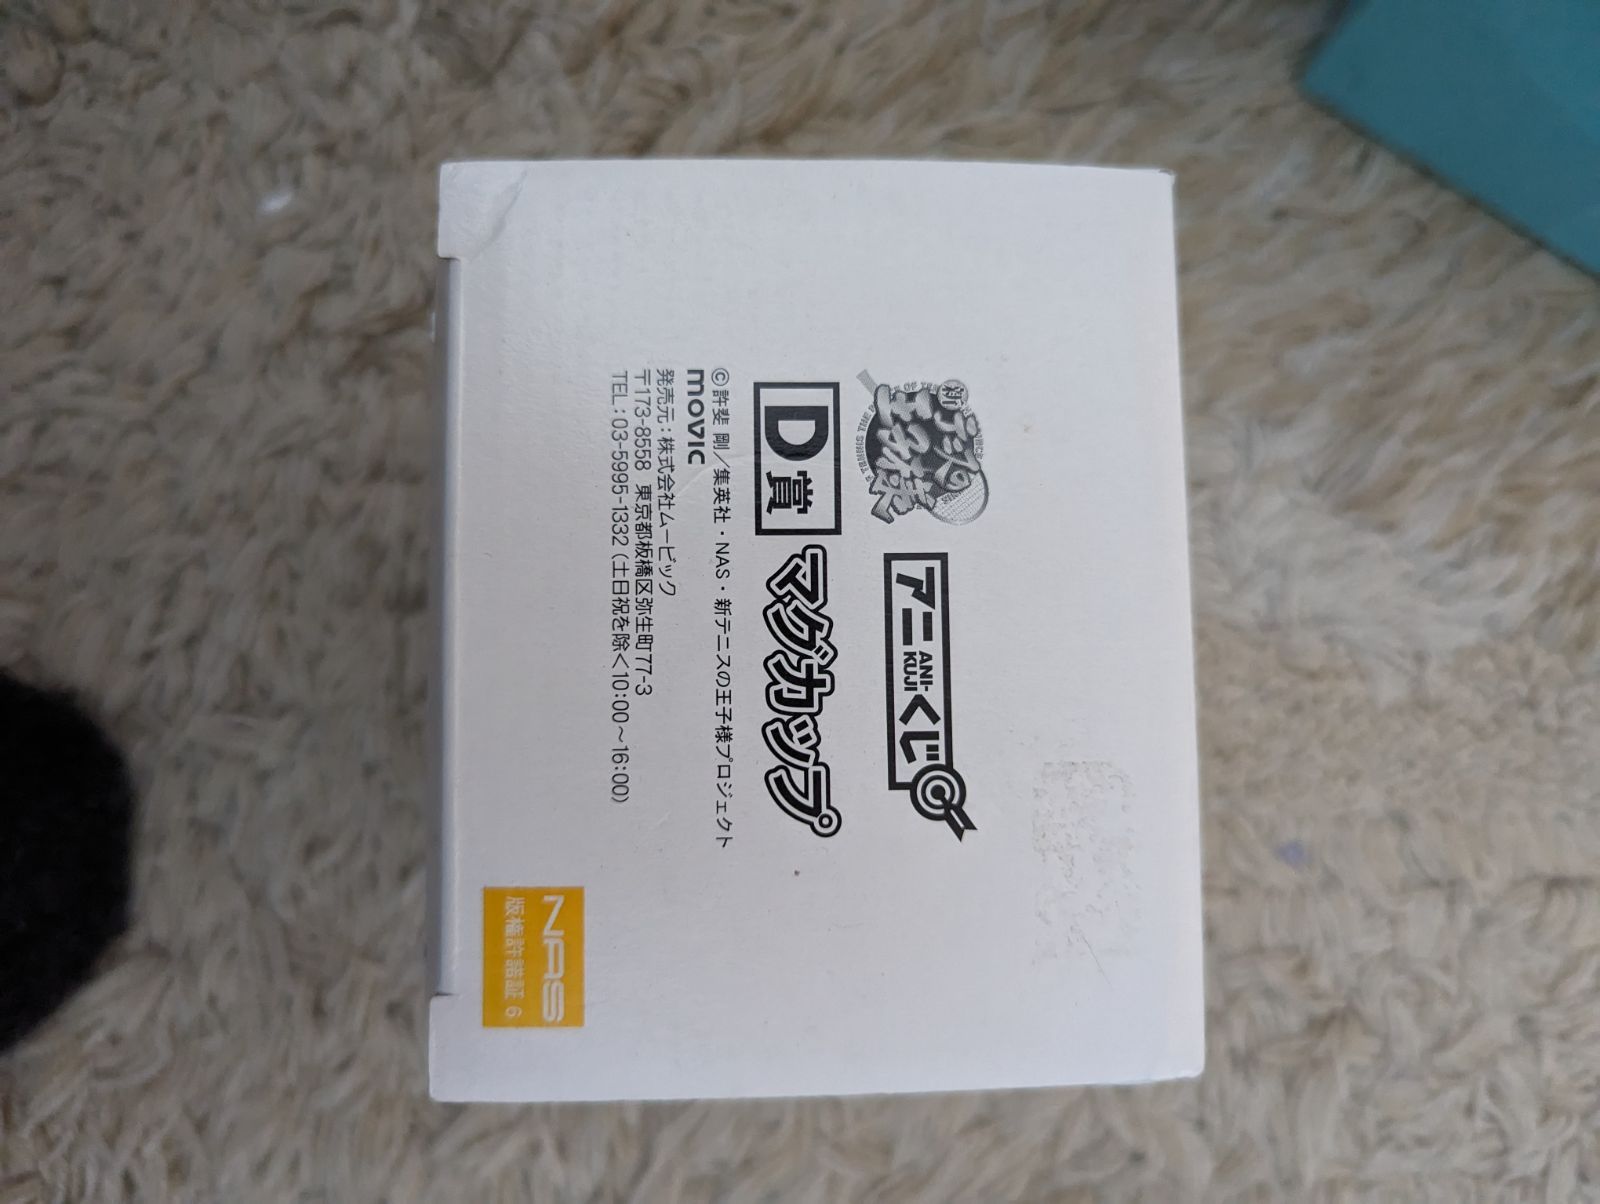 新テニスの王子様
アニくじ
ANI-
KUJI
D賞 マグカップ
©許斐 剛／集英社・NAS・新テニスの王子様プロジェクト
movic
発売元：株式会社ムービック
〒173-8558 東京都板橋区弥生町77-3
TEL：03-5995-1332（土日祝を除く10:00～16:00）
NAS
版権許諾証 6